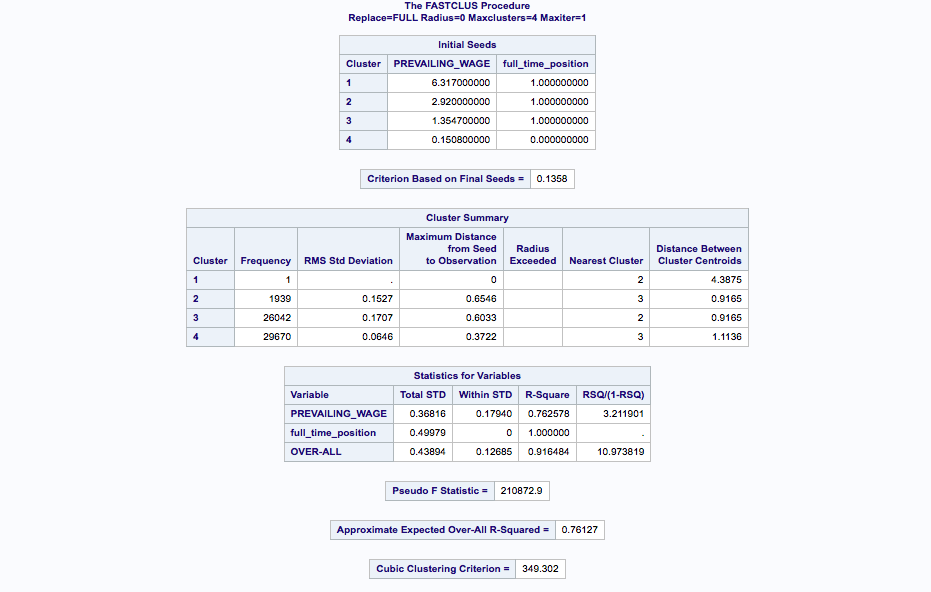 The FASTCLUS Procedure
Replace=FULL Radius=0 Maxclusters=4 Maxiter=1
Initial Seeds
Cluster PREVAILING_WAGE full_time_position
1 6.317000000 1.000000000
2 2.920000000 1.000000000
3 1.354700000 1.000000000
4 0.150800000 0.000000000
Criterion Based on Final Seeds = 0.1358
Cluster Summary
Maximum Distance
from Seed Radius Distance Between
Cluster Frequency RMS Std Deviation to Observation Exceeded Nearest Cluster Cluster Centroids
1 1 . 0 2 4.3875
2 1939 0.1527 0.6546 3 0.9165
3 26042 0.1707 0.6033 2 0.9165
4 29670 0.0646 0.3722 3 1.1136
Statistics for Variables
Variable Total STD Within STD R-Square RSQ/(1-RSQ)
PREVAILING_WAGE 0.36816 0.17940 0.762578 3.211901
full_time_position 0.49979 0 1.000000 .
OVER-ALL 0.43894 0.12685 0.916484 10.973819
Pseudo F Statistic = 210872.9
Approximate Expected Over-All R-Squared = 0.76127
Cubic Clustering Criterion = 349.302